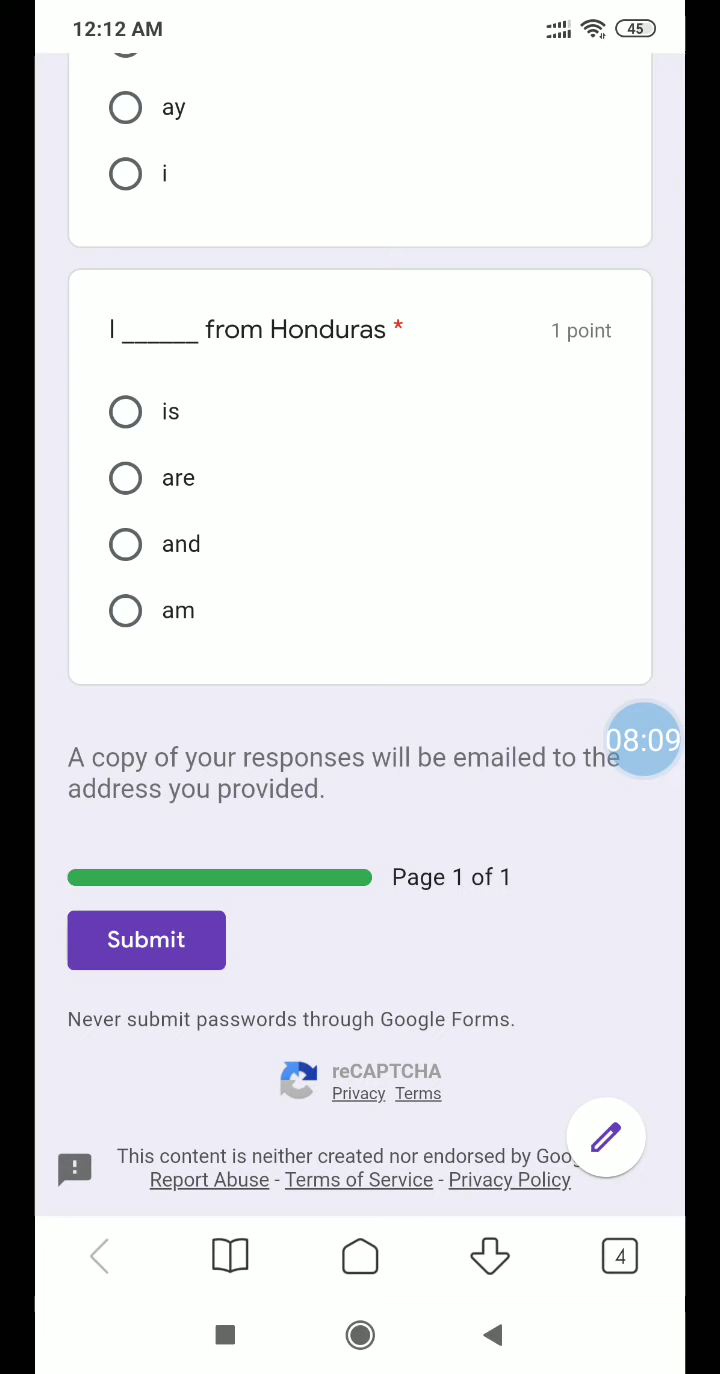 12:12 AM
45
ay
i
I ______ from Honduras *
1 point
is
are
and
am
08:09
A copy of your responses will be emailed to the
address you provided.
Page 1 of 1
Submit
Never submit passwords through Google Forms.
reCAPTCHA
Privacy Terms
This content is neither created nor endorsed by Goo
Report Abuse - Terms of Service - Privacy Policy
4